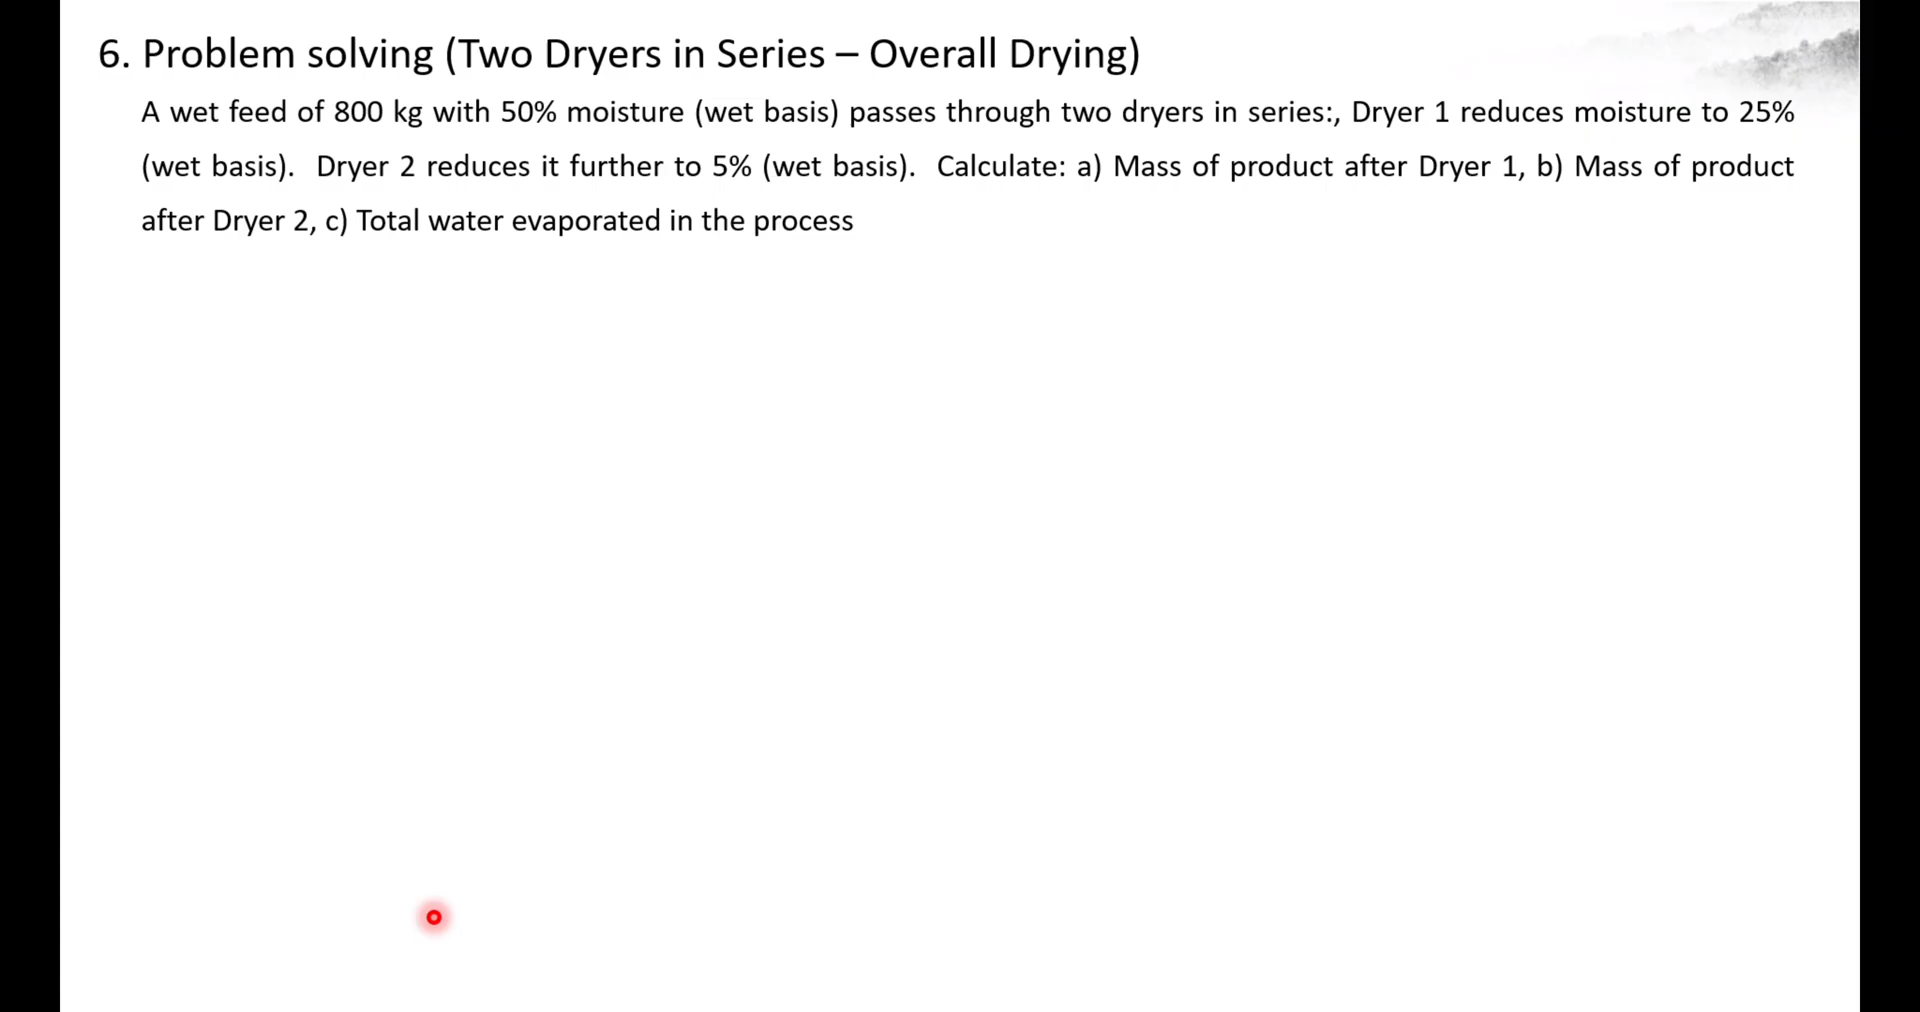 6. Problem solving (Two Dryers in Series – Overall Drying)
A wet feed of 800 kg with 50% moisture (wet basis) passes through two dryers in series:, Dryer 1 reduces moisture to 25%
(wet basis). Dryer 2 reduces it further to 5% (wet basis). Calculate: a) Mass of product after Dryer 1, b) Mass of product
after Dryer 2, c) Total water evaporated in the process